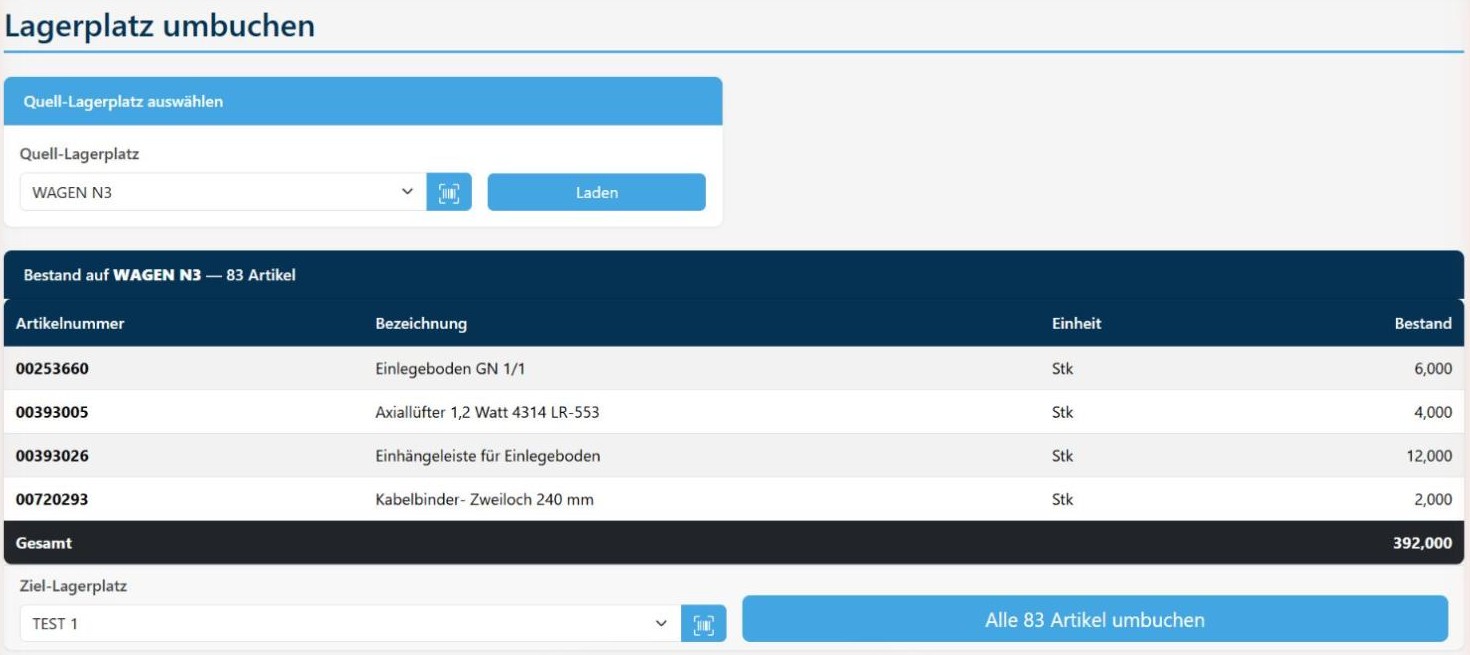 Lagerplatz umbuchen
Quell-Lagerplatz auswählen
Quell-Lagerplatz
WAGEN N3
Laden
Bestand auf WAGEN N3 — 83 Artikel
Artikelnummer Bezeichnung Einheit Bestand
00253660 Einlegeboden GN 1/1 Stk 6,000
00393005 Axiallüfter 1,2 Watt 4314 LR-553 Stk 4,000
00393026 Einhängeleiste für Einlegeboden Stk 12,000
00720293 Kabelbinder- Zweiloch 240 mm Stk 2,000
Gesamt 392,000
Ziel-Lagerplatz
TEST 1
Alle 83 Artikel umbuchen